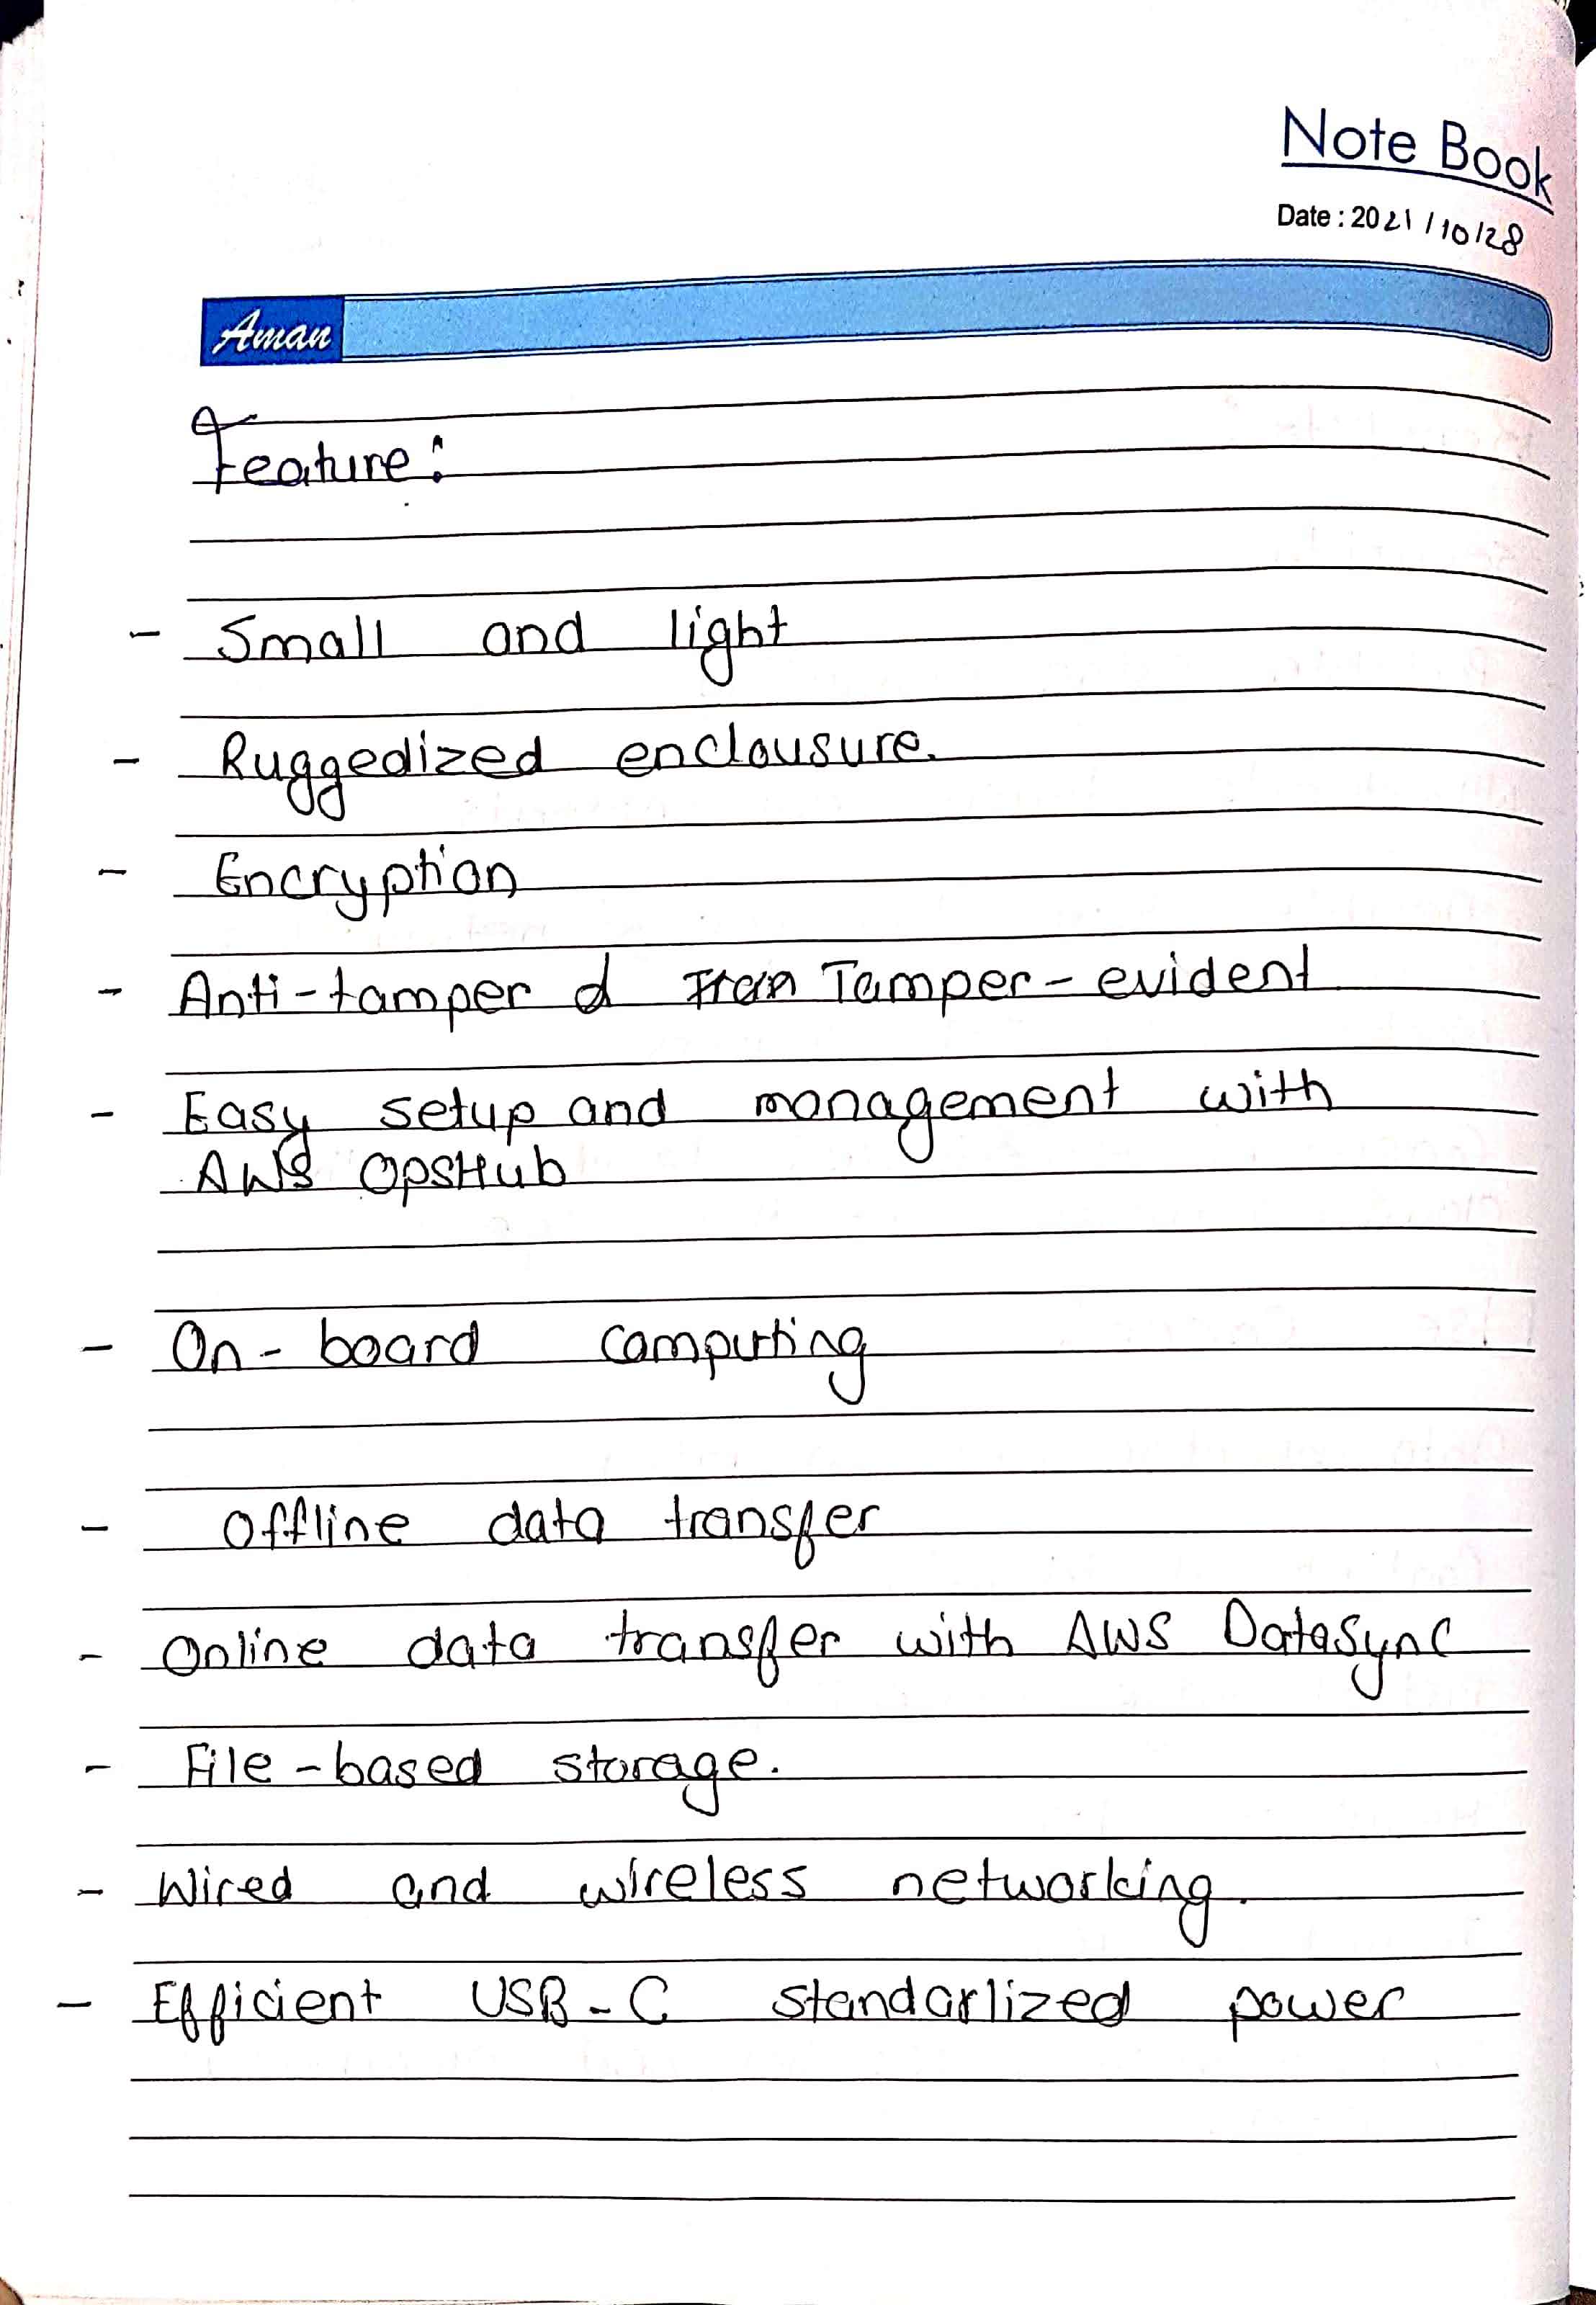 Note Book
Date : 2021 / 10 / 28
Aman
Feature :
- Small and light
- Ruggedized enclousure.
- Encryption
- Anti-tamper d Tamper-evident
- Easy setup and management with
AWS OpsHub
- On-board computing
- Offline data transfer
- Online data transfer with AWS DataSync
- File-based storage.
- Wired and wireless networking.
- Efficient USB-C standarlized power